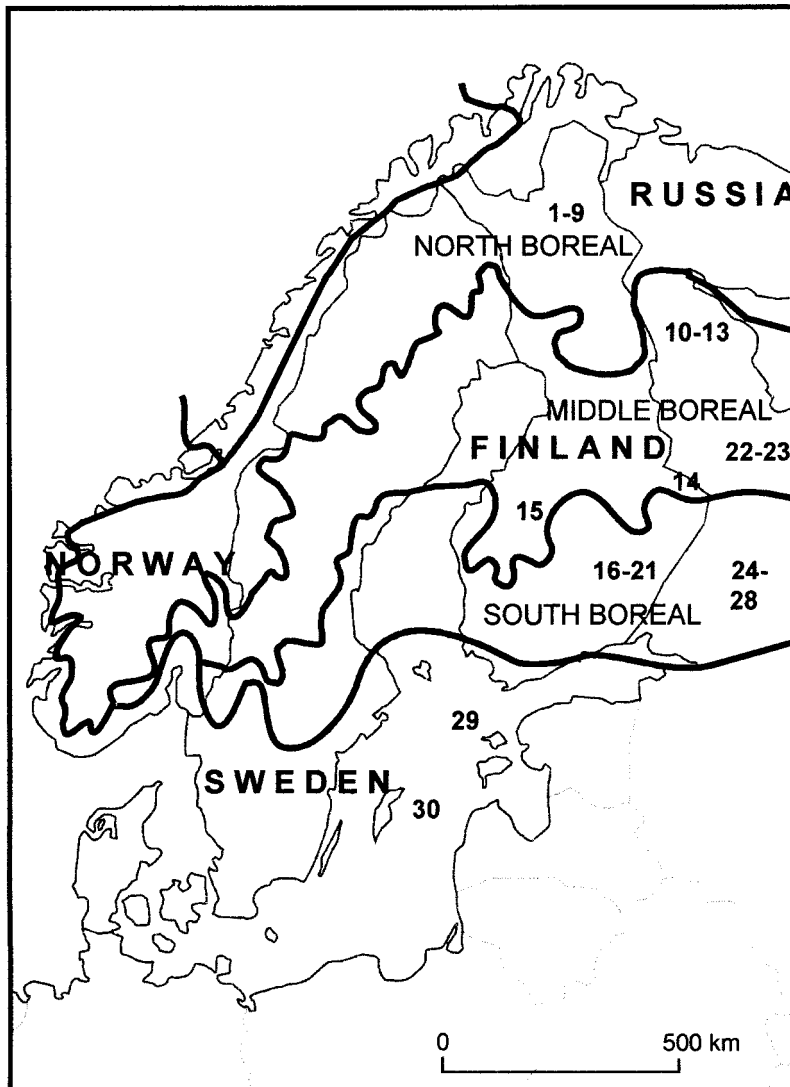 RUSSIA
1-9
NORTH BOREAL
10-13
MIDDLE BOREAL
FINLAND
22-23
14
15
NORWAY
16-21
24-
28
SOUTH BOREAL
29
SWEDEN
30
0 500 km